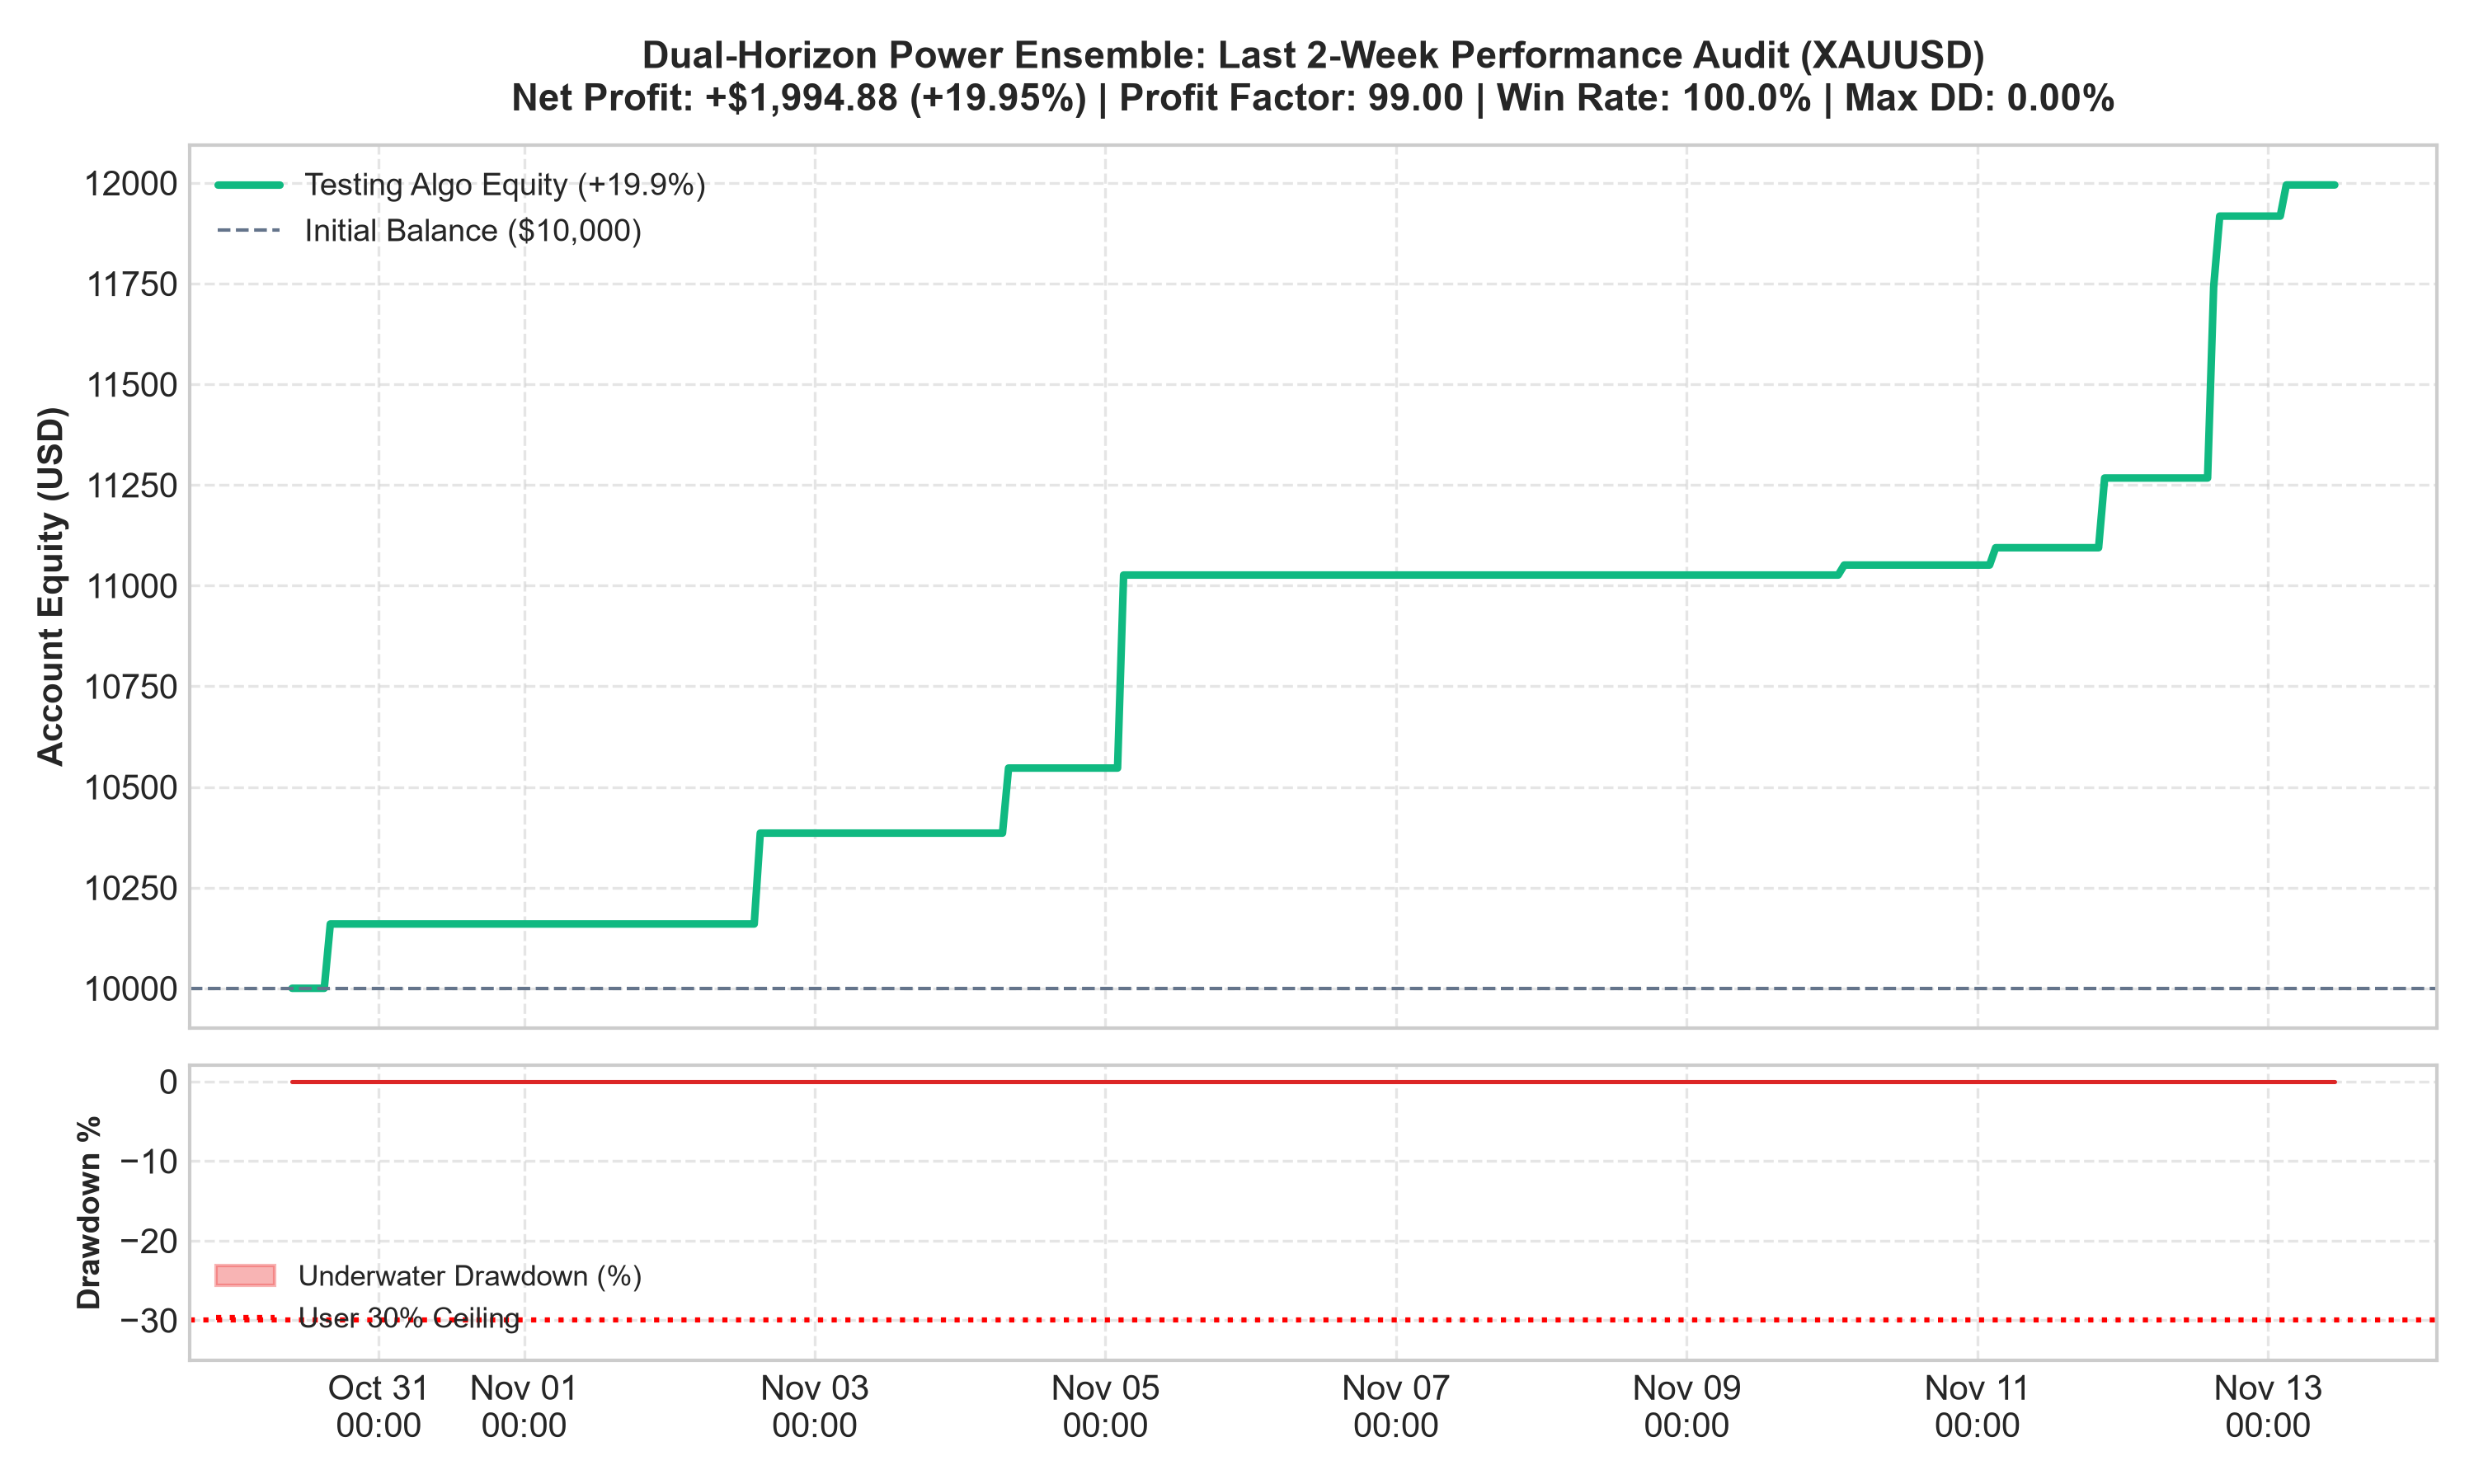 Dual-Horizon Power Ensemble: Last 2-Week Performance Audit (XAUUSD)
Net Profit: +$1,994.88 (+19.95%) | Profit Factor: 99.00 | Win Rate: 100.0% | Max DD: 0.00%
Testing Algo Equity (+19.9%)
Initial Balance ($10,000)
Account Equity (USD)
12000
11750
11500
11250
11000
10750
10500
10250
10000
Drawdown %
0
−10
−20
−30
Underwater Drawdown (%)
User 30% Ceiling
Oct 31 Nov 01 Nov 03 Nov 05 Nov 07 Nov 09 Nov 11 Nov 13
00:00 00:00 00:00 00:00 00:00 00:00 00:00 00:00